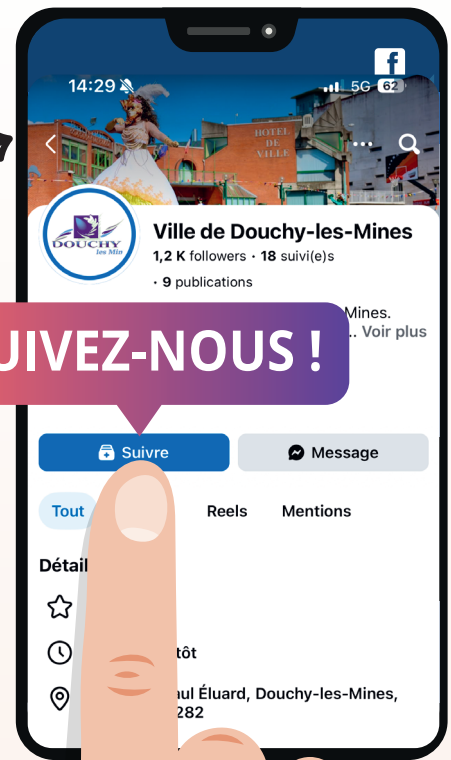 f
14:29 5G 62
HOTEL
DE
VILLE
DOUCHY
les Min
Ville de Douchy-les-Mines
1,2 K followers • 18 suivi(e)s
• 9 publications
Mines.
.. Voir plus
UIVEZ-NOUS !
Suivre Message
Tout Reels Mentions
Détail
tôt
ul Éluard, Douchy-les-Mines,
282